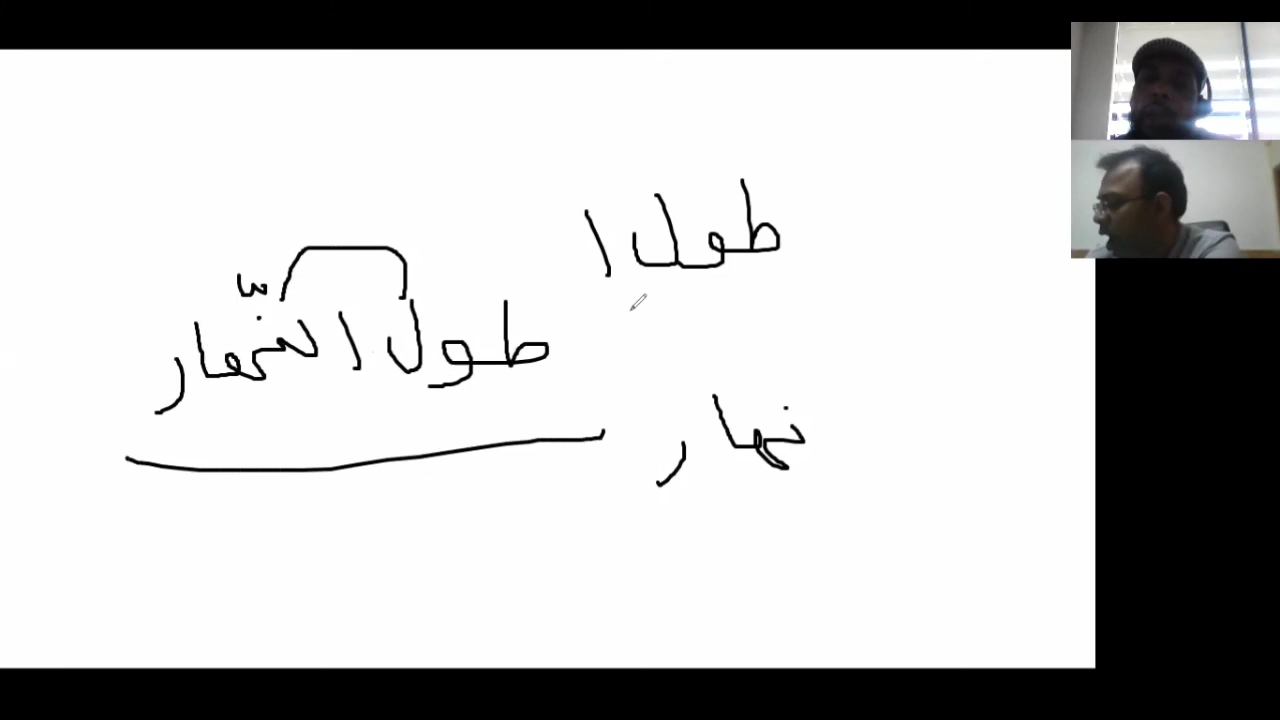 طول ا
طول النّهار
نهار